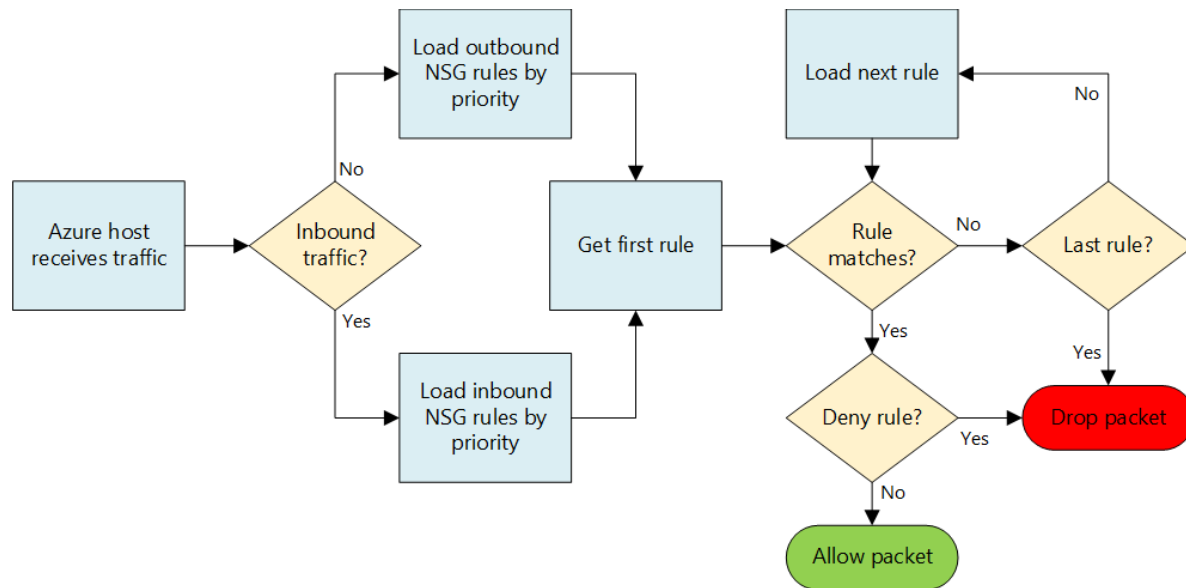 Load outbound
NSG rules by
priority
Load next rule
No
No
Azure host
receives traffic
Inbound
traffic?
Get first rule
Rule
matches?
No
Last rule?
Yes
Yes
Yes
Load inbound
NSG rules by
priority
Deny rule?
Yes
Drop packet
No
Allow packet